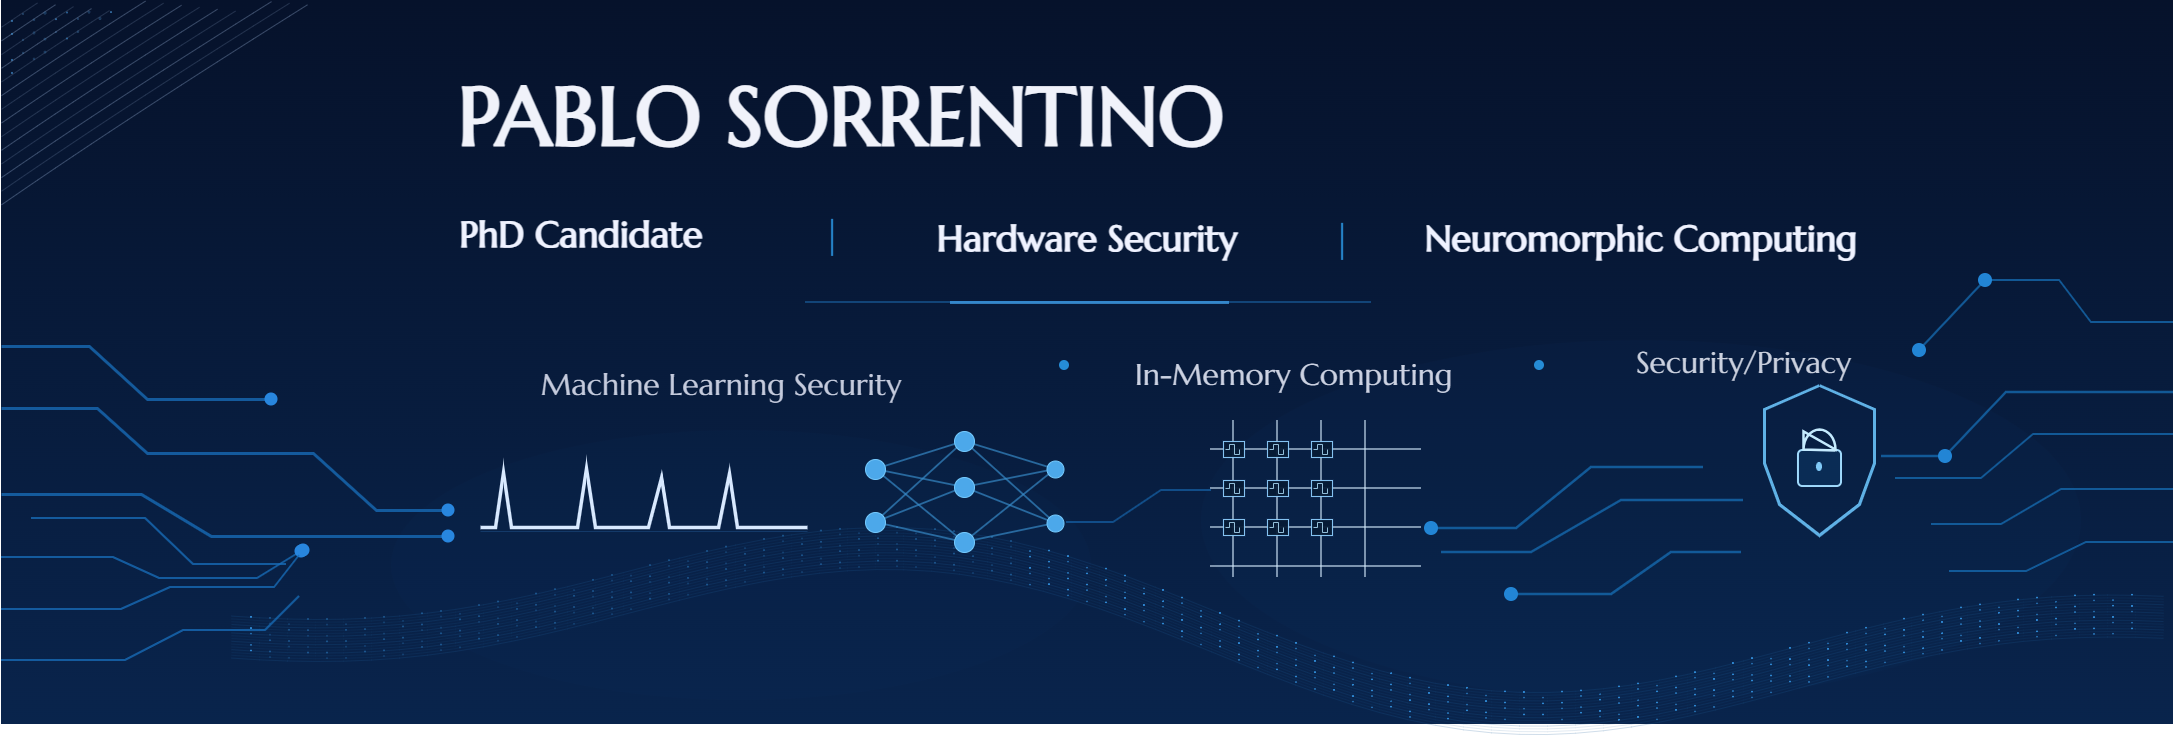 PABLO SORRENTINO
PhD Candidate | Hardware Security | Neuromorphic Computing
Machine Learning Security • In-Memory Computing • Security/Privacy